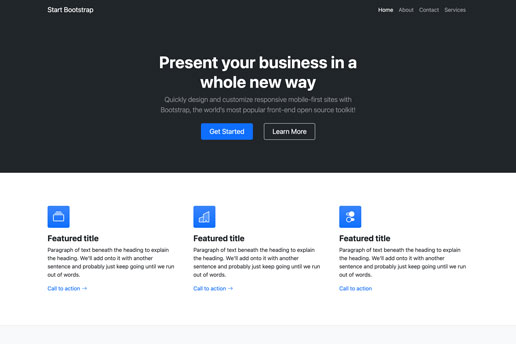 Start Bootstrap
Home About Contact Services
Present your business in a
whole new way
Quickly design and customize responsive mobile-first sites with
Bootstrap, the world's most popular front-end open source toolkit!
Get Started Learn More
Featured title
Paragraph of text beneath the heading to explain
the heading. We'll add onto it with another
sentence and probably just keep going until we run
out of words.
Call to action →
Featured title
Paragraph of text beneath the heading to explain
the heading. We'll add onto it with another
sentence and probably just keep going until we run
out of words.
Call to action →
Featured title
Paragraph of text beneath the heading to explain
the heading. We'll add onto it with another
sentence and probably just keep going until we run
out of words.
Call to action